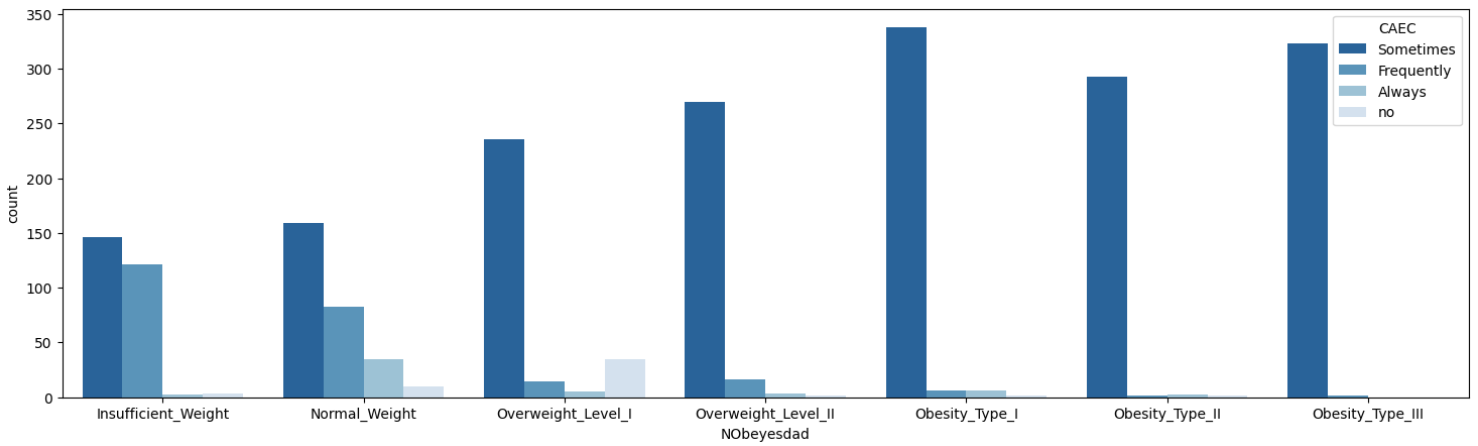 350
300
250
200
150
100
50
0
count
CAEC
Sometimes
Frequently
Always
no
Insufficient_Weight
Normal_Weight
Overweight_Level_I
Overweight_Level_II
Obesity_Type_I
Obesity_Type_II
Obesity_Type_III
NObeyesdad